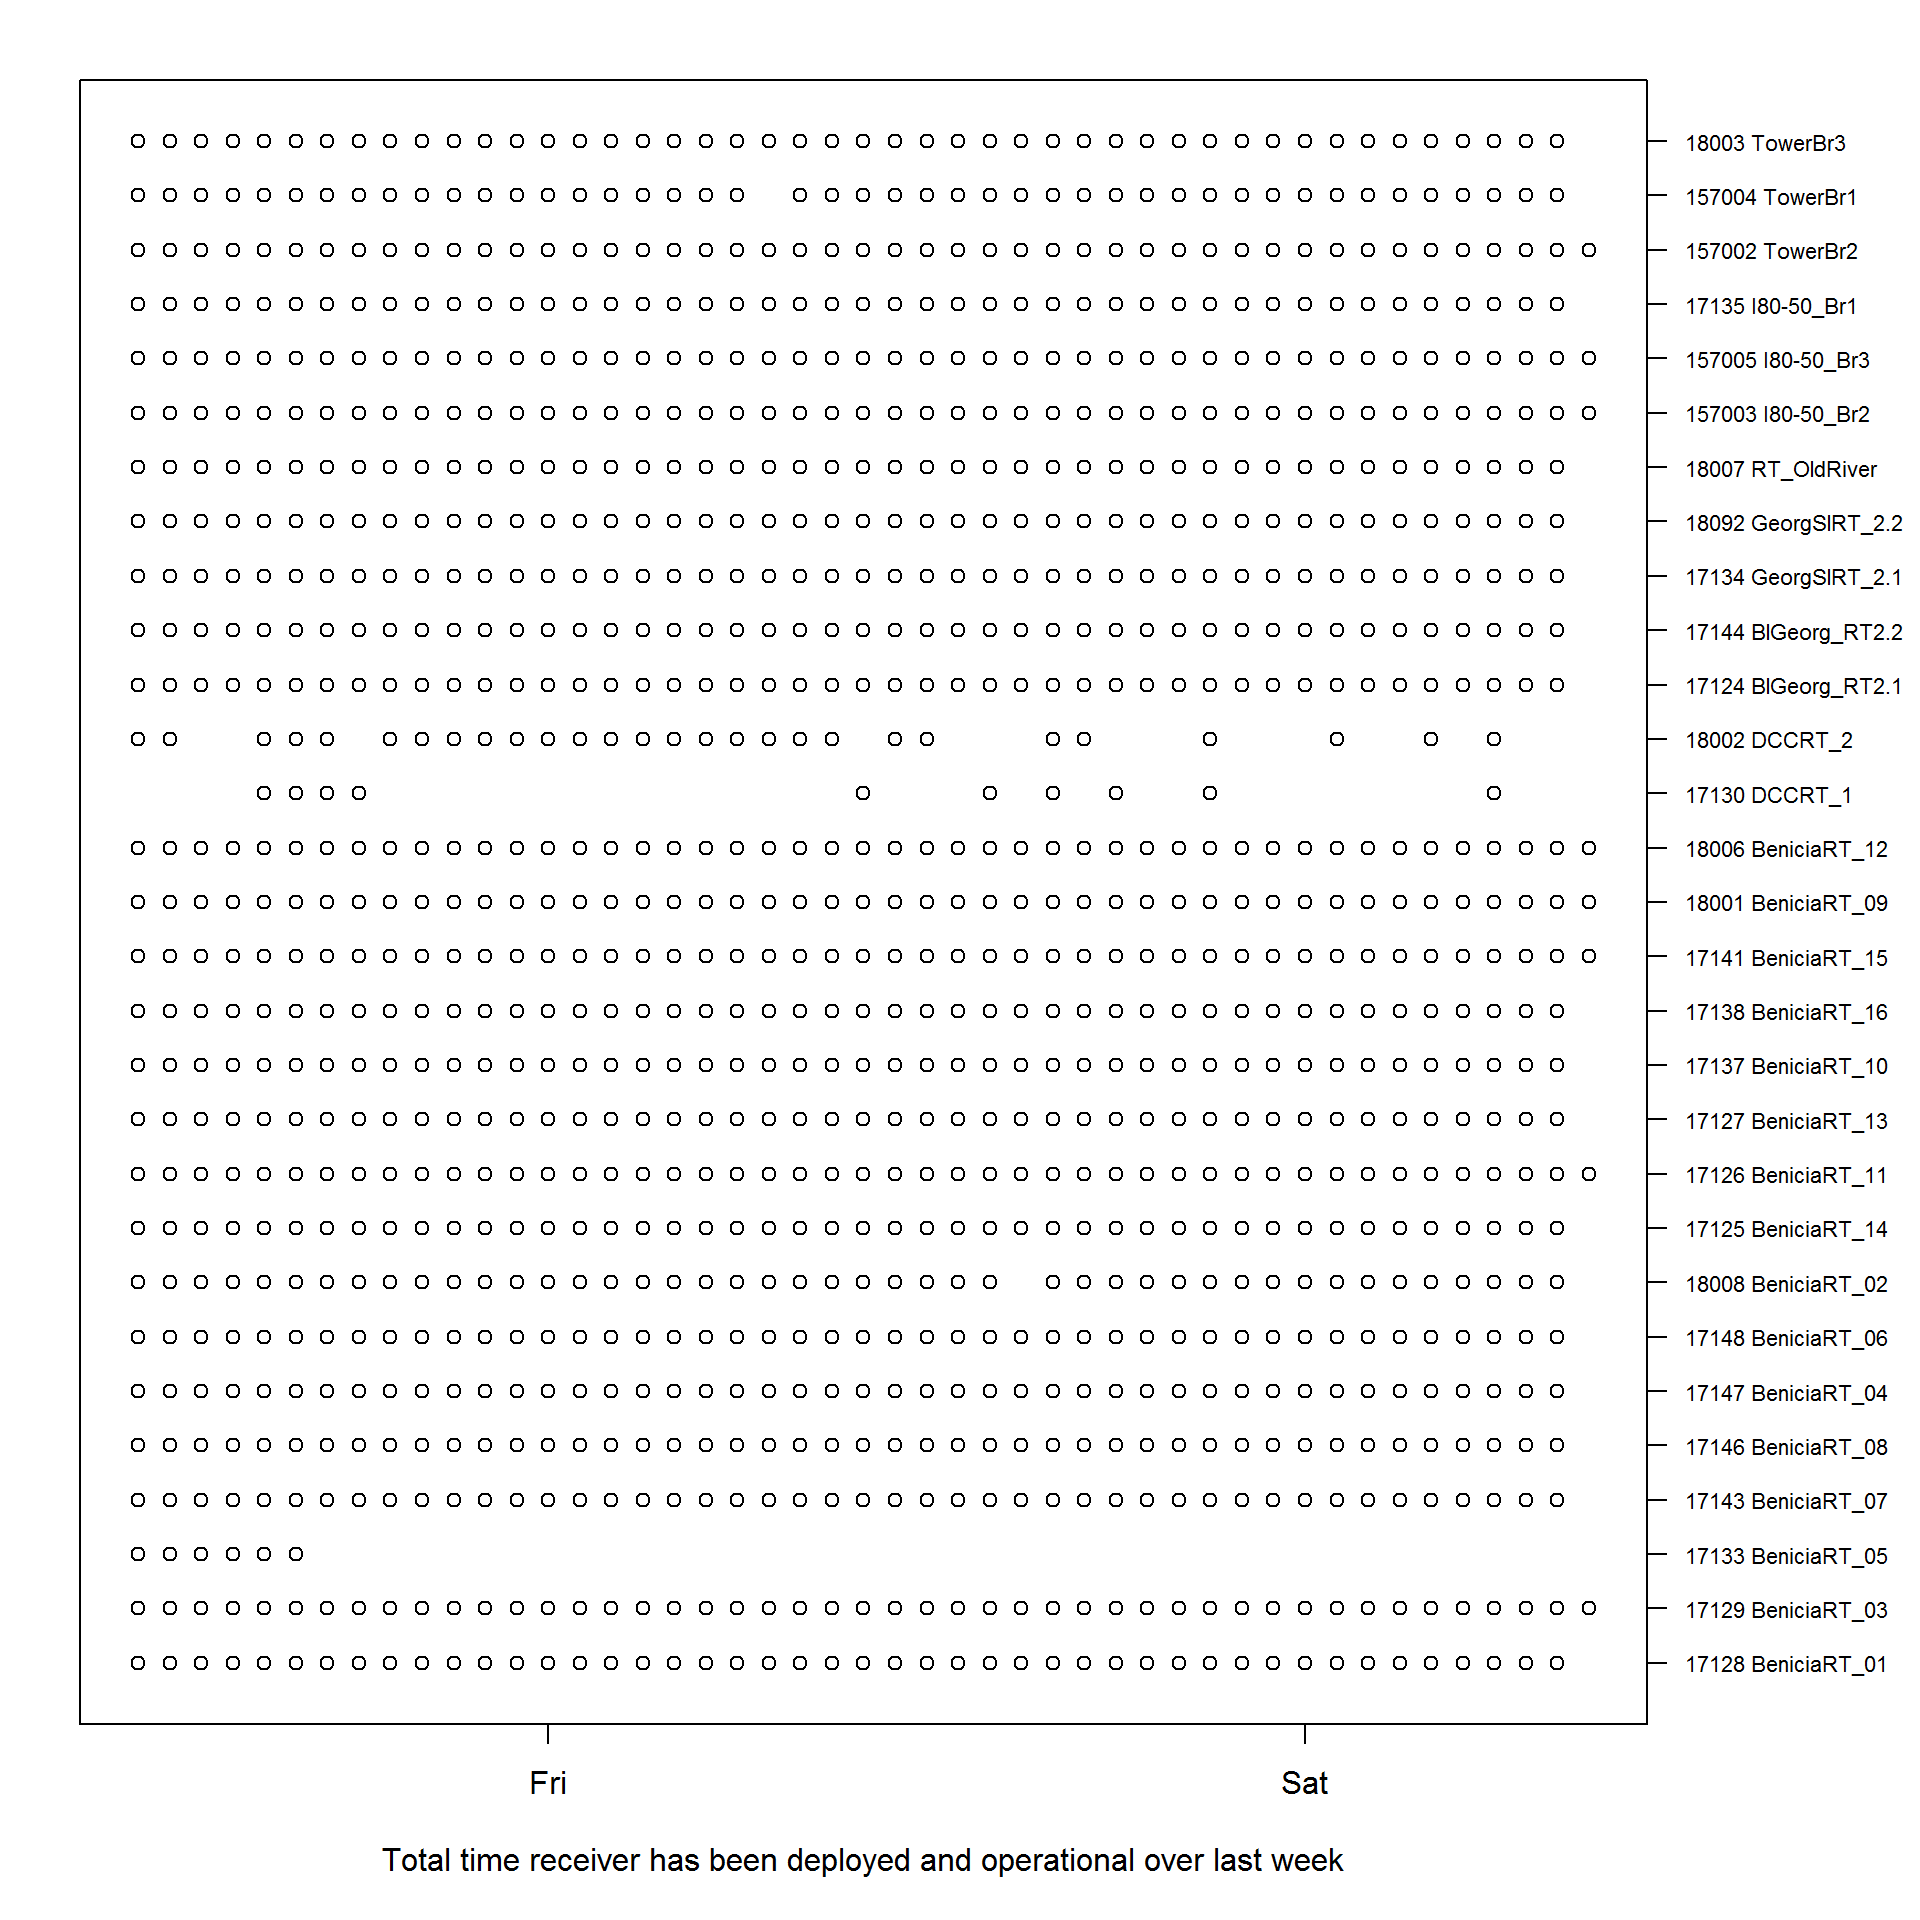 18003 TowerBr3
157004 TowerBr1
157002 TowerBr2
17135 I80-50_Br1
157005 I80-50_Br3
157003 I80-50_Br2
18007 RT_OldRiver
18092 GeorgSlRT_2.2
17134 GeorgSlRT_2.1
17144 BlGeorg_RT2.2
17124 BlGeorg_RT2.1
18002 DCCRT_2
17130 DCCRT_1
18006 BeniciaRT_12
18001 BeniciaRT_09
17141 BeniciaRT_15
17138 BeniciaRT_16
17137 BeniciaRT_10
17127 BeniciaRT_13
17126 BeniciaRT_11
17125 BeniciaRT_14
18008 BeniciaRT_02
17148 BeniciaRT_06
17147 BeniciaRT_04
17146 BeniciaRT_08
17143 BeniciaRT_07
17133 BeniciaRT_05
17129 BeniciaRT_03
17128 BeniciaRT_01
Fri Sat
Total time receiver has been deployed and operational over last week